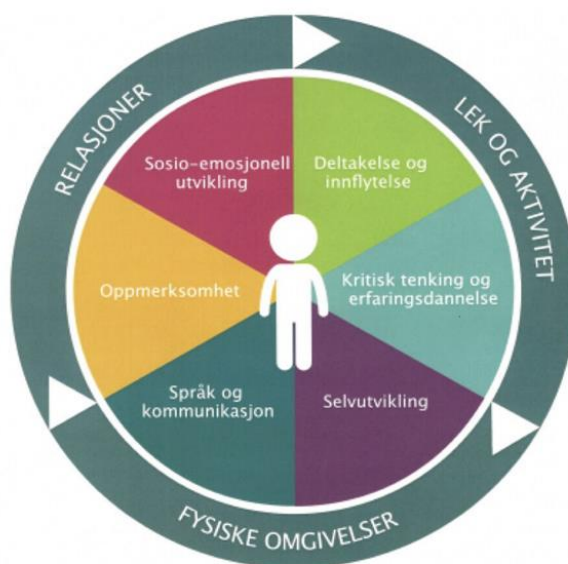 RELASJONER
LEK OG AKTIVITET
Sosio-emosjonell
utvikling
Deltakelse og
innflytelse
Oppmerksomhet
Kritisk tenking og
erfaringsdannelse
Språk og
kommunikasjon
Selvutvikling
FYSISKE OMGIVELSER